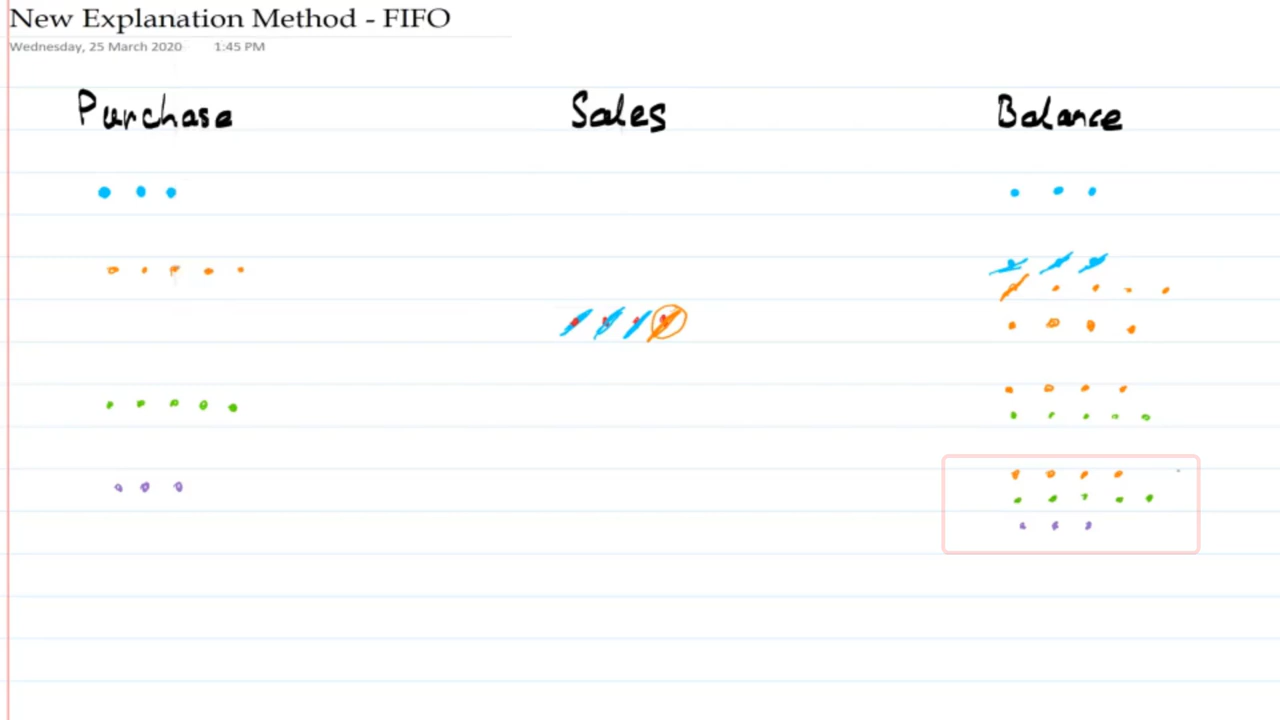 New Explanation Method - FIFO
Wednesday, 25 March 2020 1:45 PM
Purchase Sales Balance